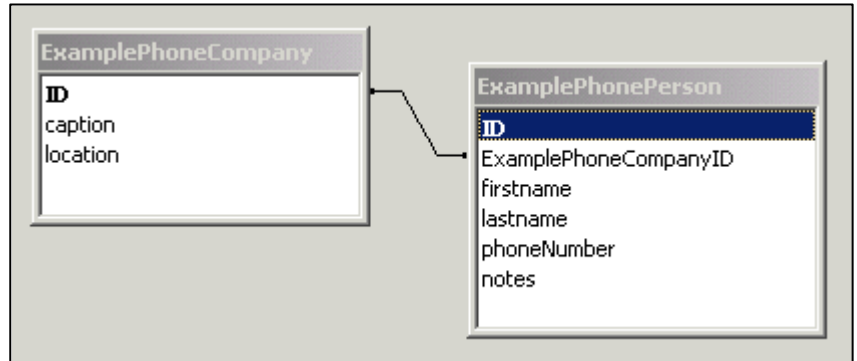 ExamplePhoneCompany
ID
caption
location
ExamplePhonePerson
ID
ExamplePhoneCompanyID
firstname
lastname
phoneNumber
notes